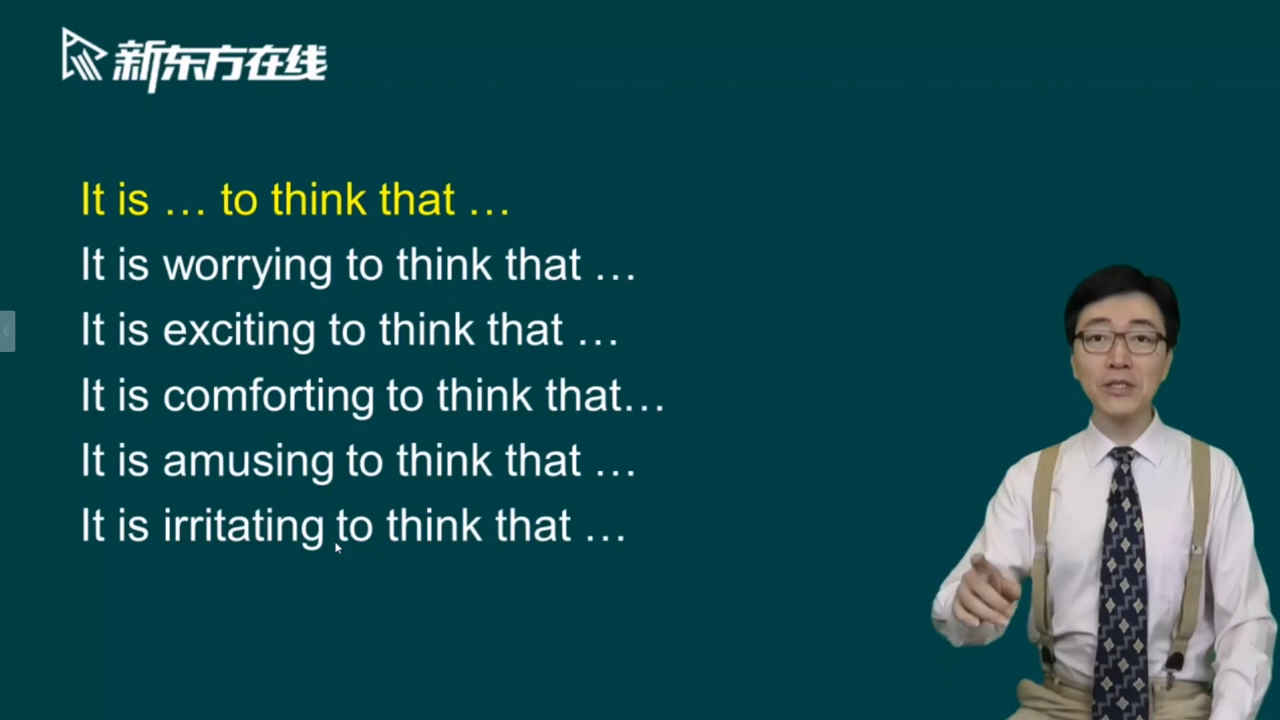 新东方在线
It is … to think that …
It is worrying to think that …
It is exciting to think that …
It is comforting to think that…
It is amusing to think that …
It is irritating to think that …